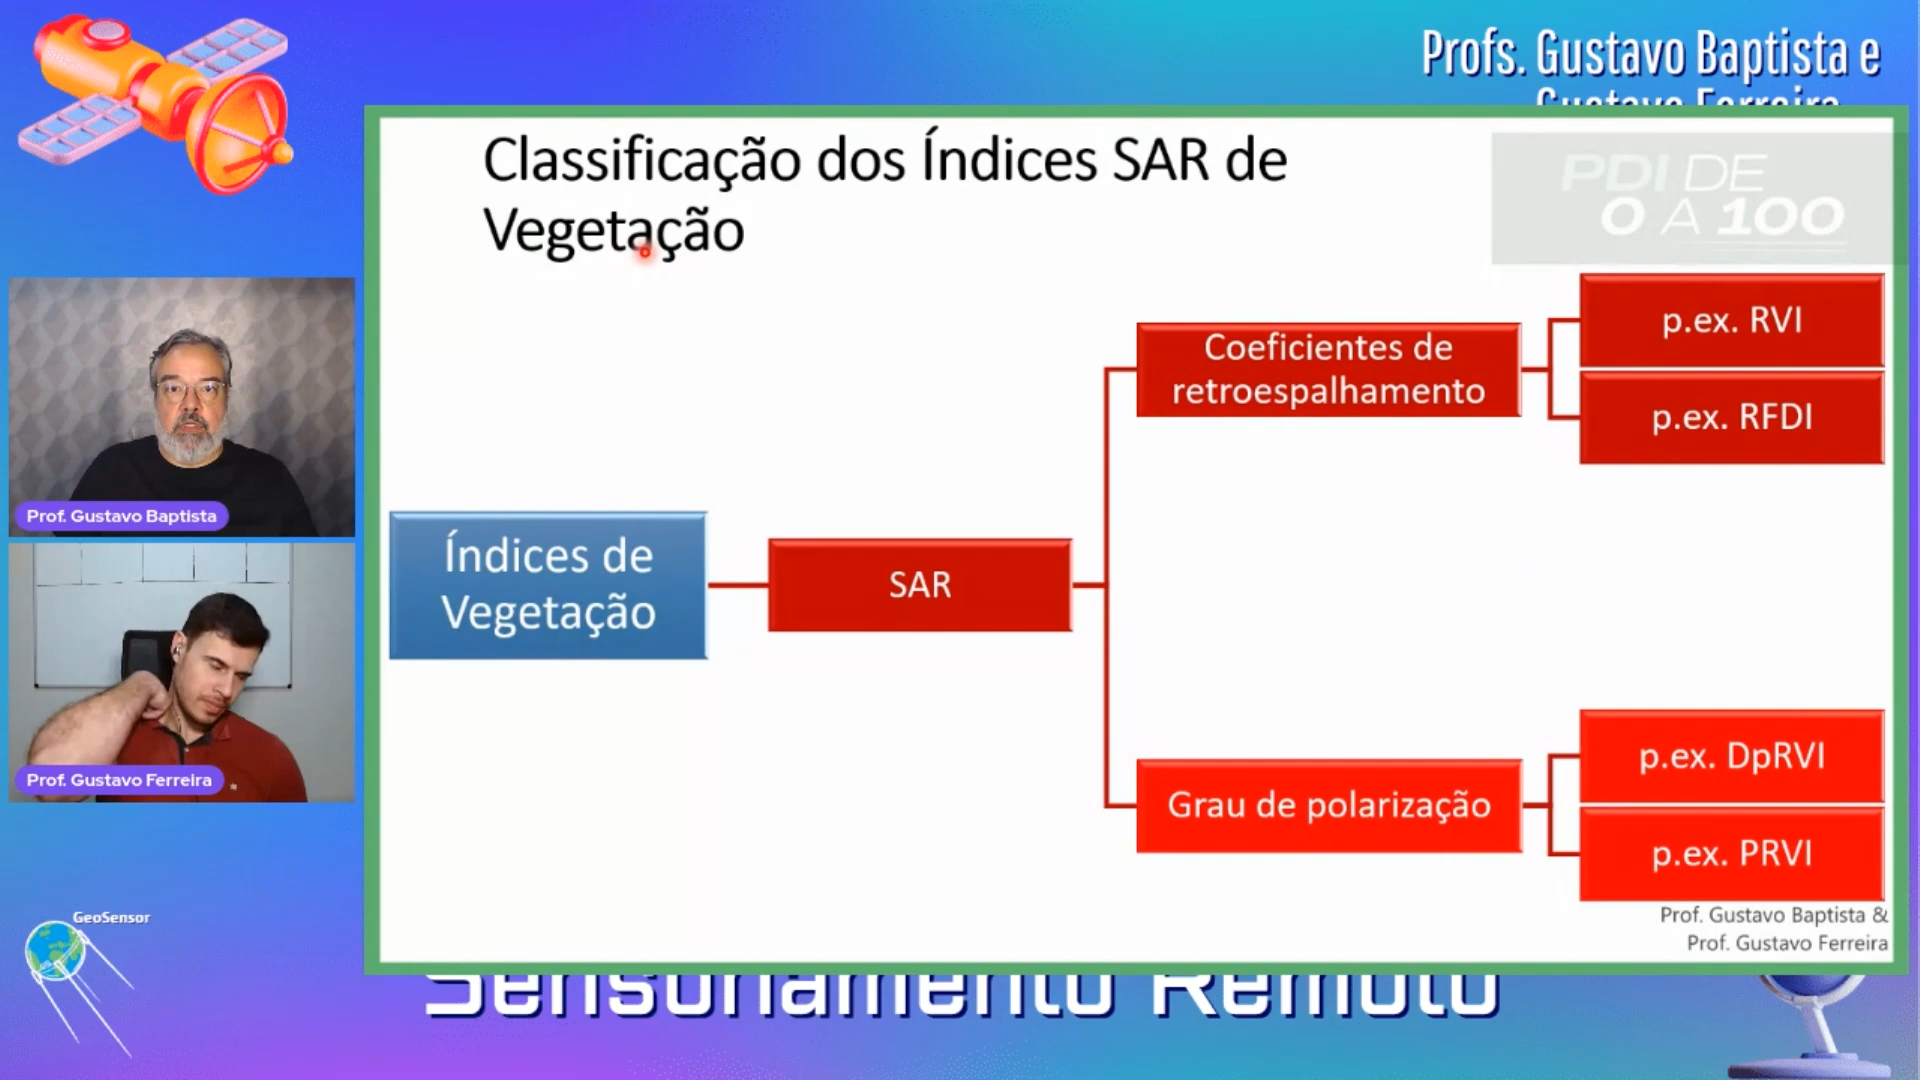 Profs. Gustavo Baptista e
Gustavo Ferreira
Classificação dos Índices SAR de
Vegetação
PDI DE
0 A 100
p.ex. RVI
Coeficientes de
retroespalhamento
p.ex. RFDI
Prof. Gustavo Baptista
Índices de
Vegetação
SAR
Prof. Gustavo Ferreira
p.ex. DpRVI
Grau de polarização
p.ex. PRVI
GeoSensor
Prof. Gustavo Baptista &
Prof. Gustavo Ferreira
Sensoriamento Remoto